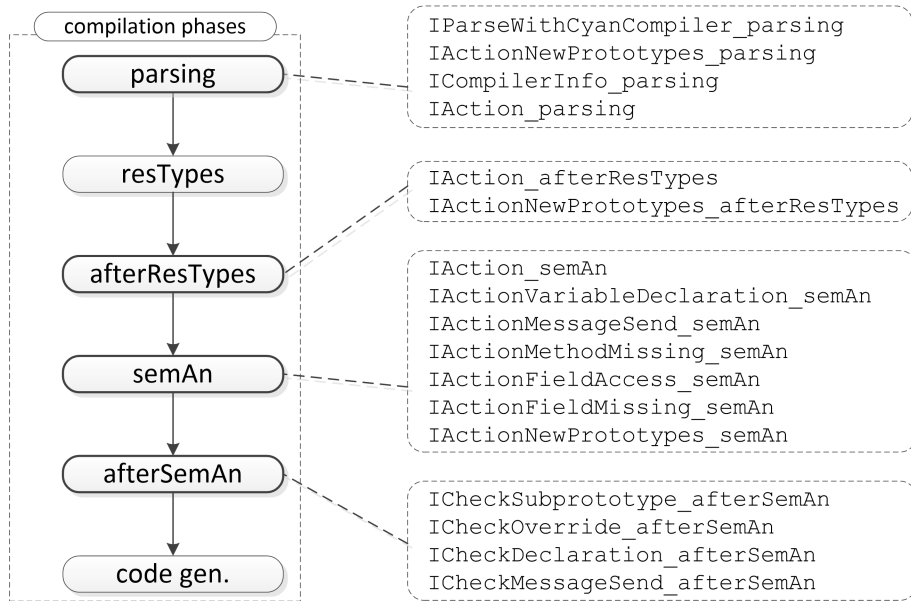 compilation phases
parsing
resTypes
afterResTypes
semAn
afterSemAn
code gen.
IParseWithCyanCompiler_parsing
IActionNewPrototypes_parsing
ICompilerInfo_parsing
IAction_parsing
IAction_afterResTypes
IActionNewPrototypes_afterResTypes
IAction_semAn
IActionVariableDeclaration_semAn
IActionMessageSend_semAn
IActionMethodMissing_semAn
IActionFieldAccess_semAn
IActionFieldMissing_semAn
IActionNewPrototypes_semAn
ICheckSubprototype_afterSemAn
ICheckOverride_afterSemAn
ICheckDeclaration_afterSemAn
ICheckMessageSend_afterSemAn